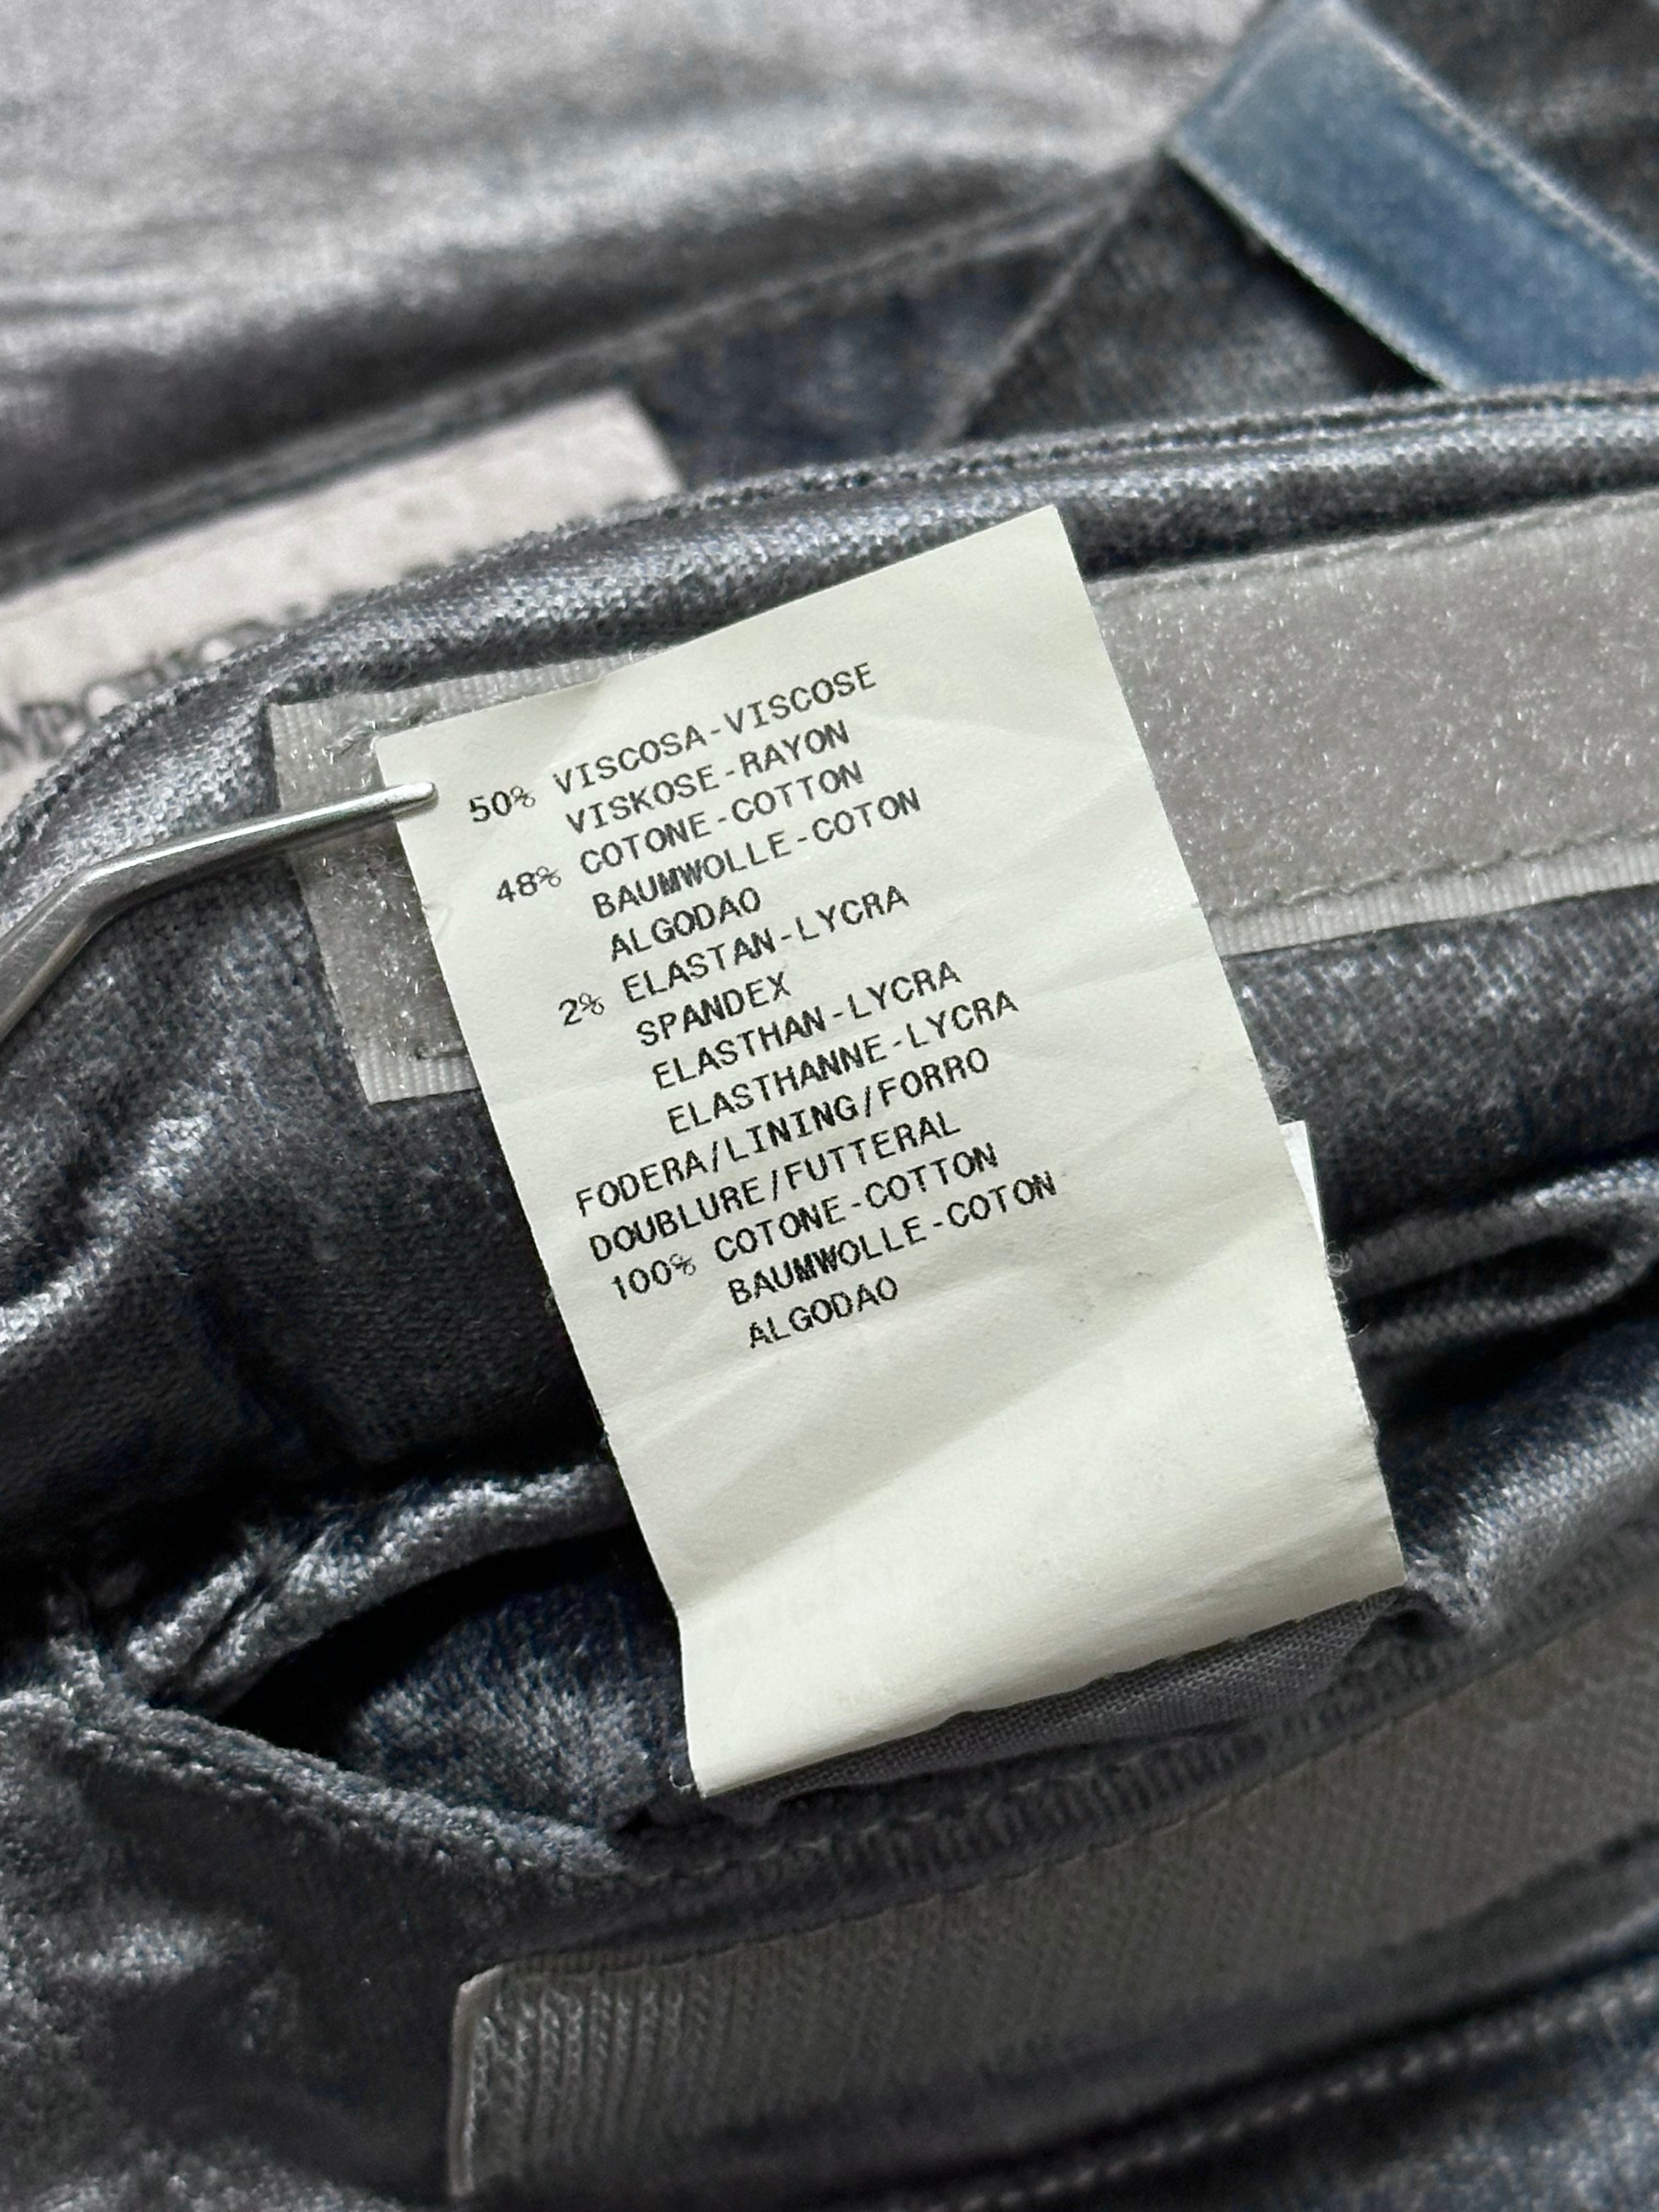 50% VISCOSA-VISCOSE
VISKOSE-RAYON
48% COTONE-COTTON
BAUMWOLLE-COTON
ALGODAO
2% ELASTAN-LYCRA
SPANDEX
ELASTHAN-LYCRA
ELASTHANNE-LYCRA
FODERA/LINING/FORRO
DOUBLURE/FUTTERAL
100% COTONE-COTTON
BAUMWOLLE-COTON
ALGODAO